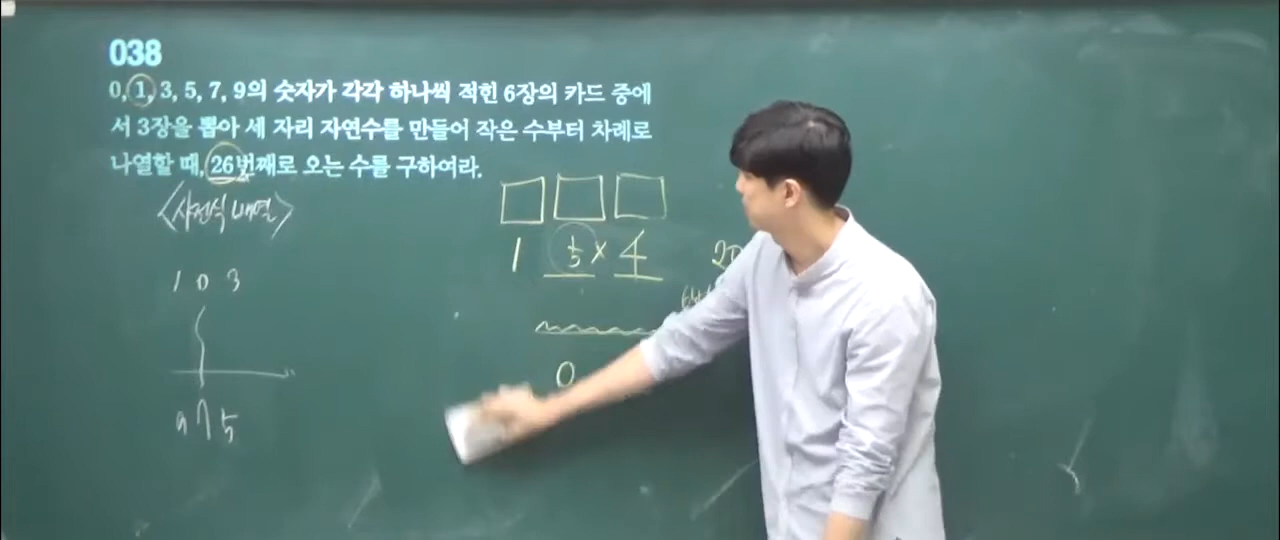 038
0, 1, 3, 5, 7, 9의 숫자가 각각 하나씩 적힌 6장의 카드 중에
서 3장을 뽑아 세 자리 자연수를 만들어 작은 수부터 차례로
나열할 때, 26번째로 오는 수를 구하여라.
<사전식 배열>
1 0 3
9 7 5
1 5 × 4 20
0